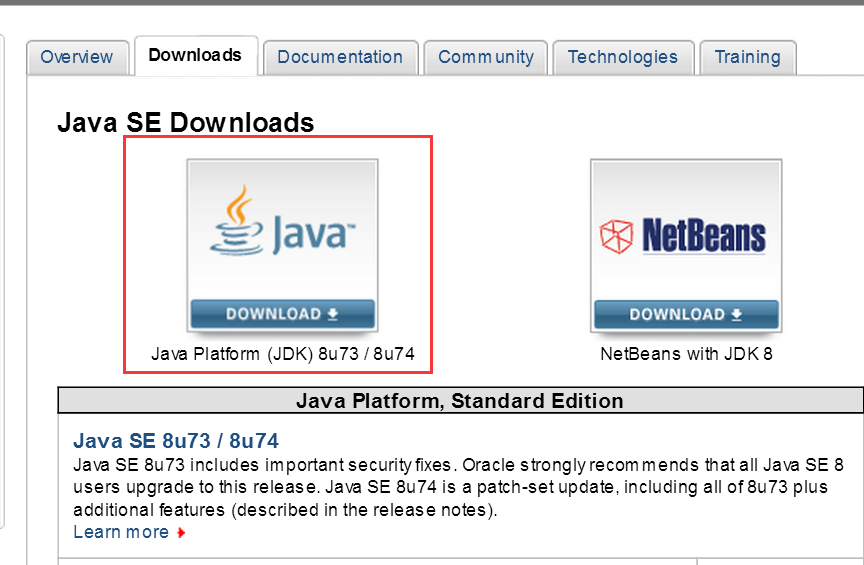 Overview Downloads Documentation Community Technologies Training
Java SE Downloads
Java™ NetBeans
DOWNLOAD DOWNLOAD
Java Platform (JDK) 8u73 / 8u74 NetBeans with JDK 8
Java Platform, Standard Edition
Java SE 8u73 / 8u74
Java SE 8u73 includes important security fixes. Oracle strongly recommends that all Java SE 8
users upgrade to this release. Java SE 8u74 is a patch-set update, including all of 8u73 plus
additional features (described in the release notes).
Learn more